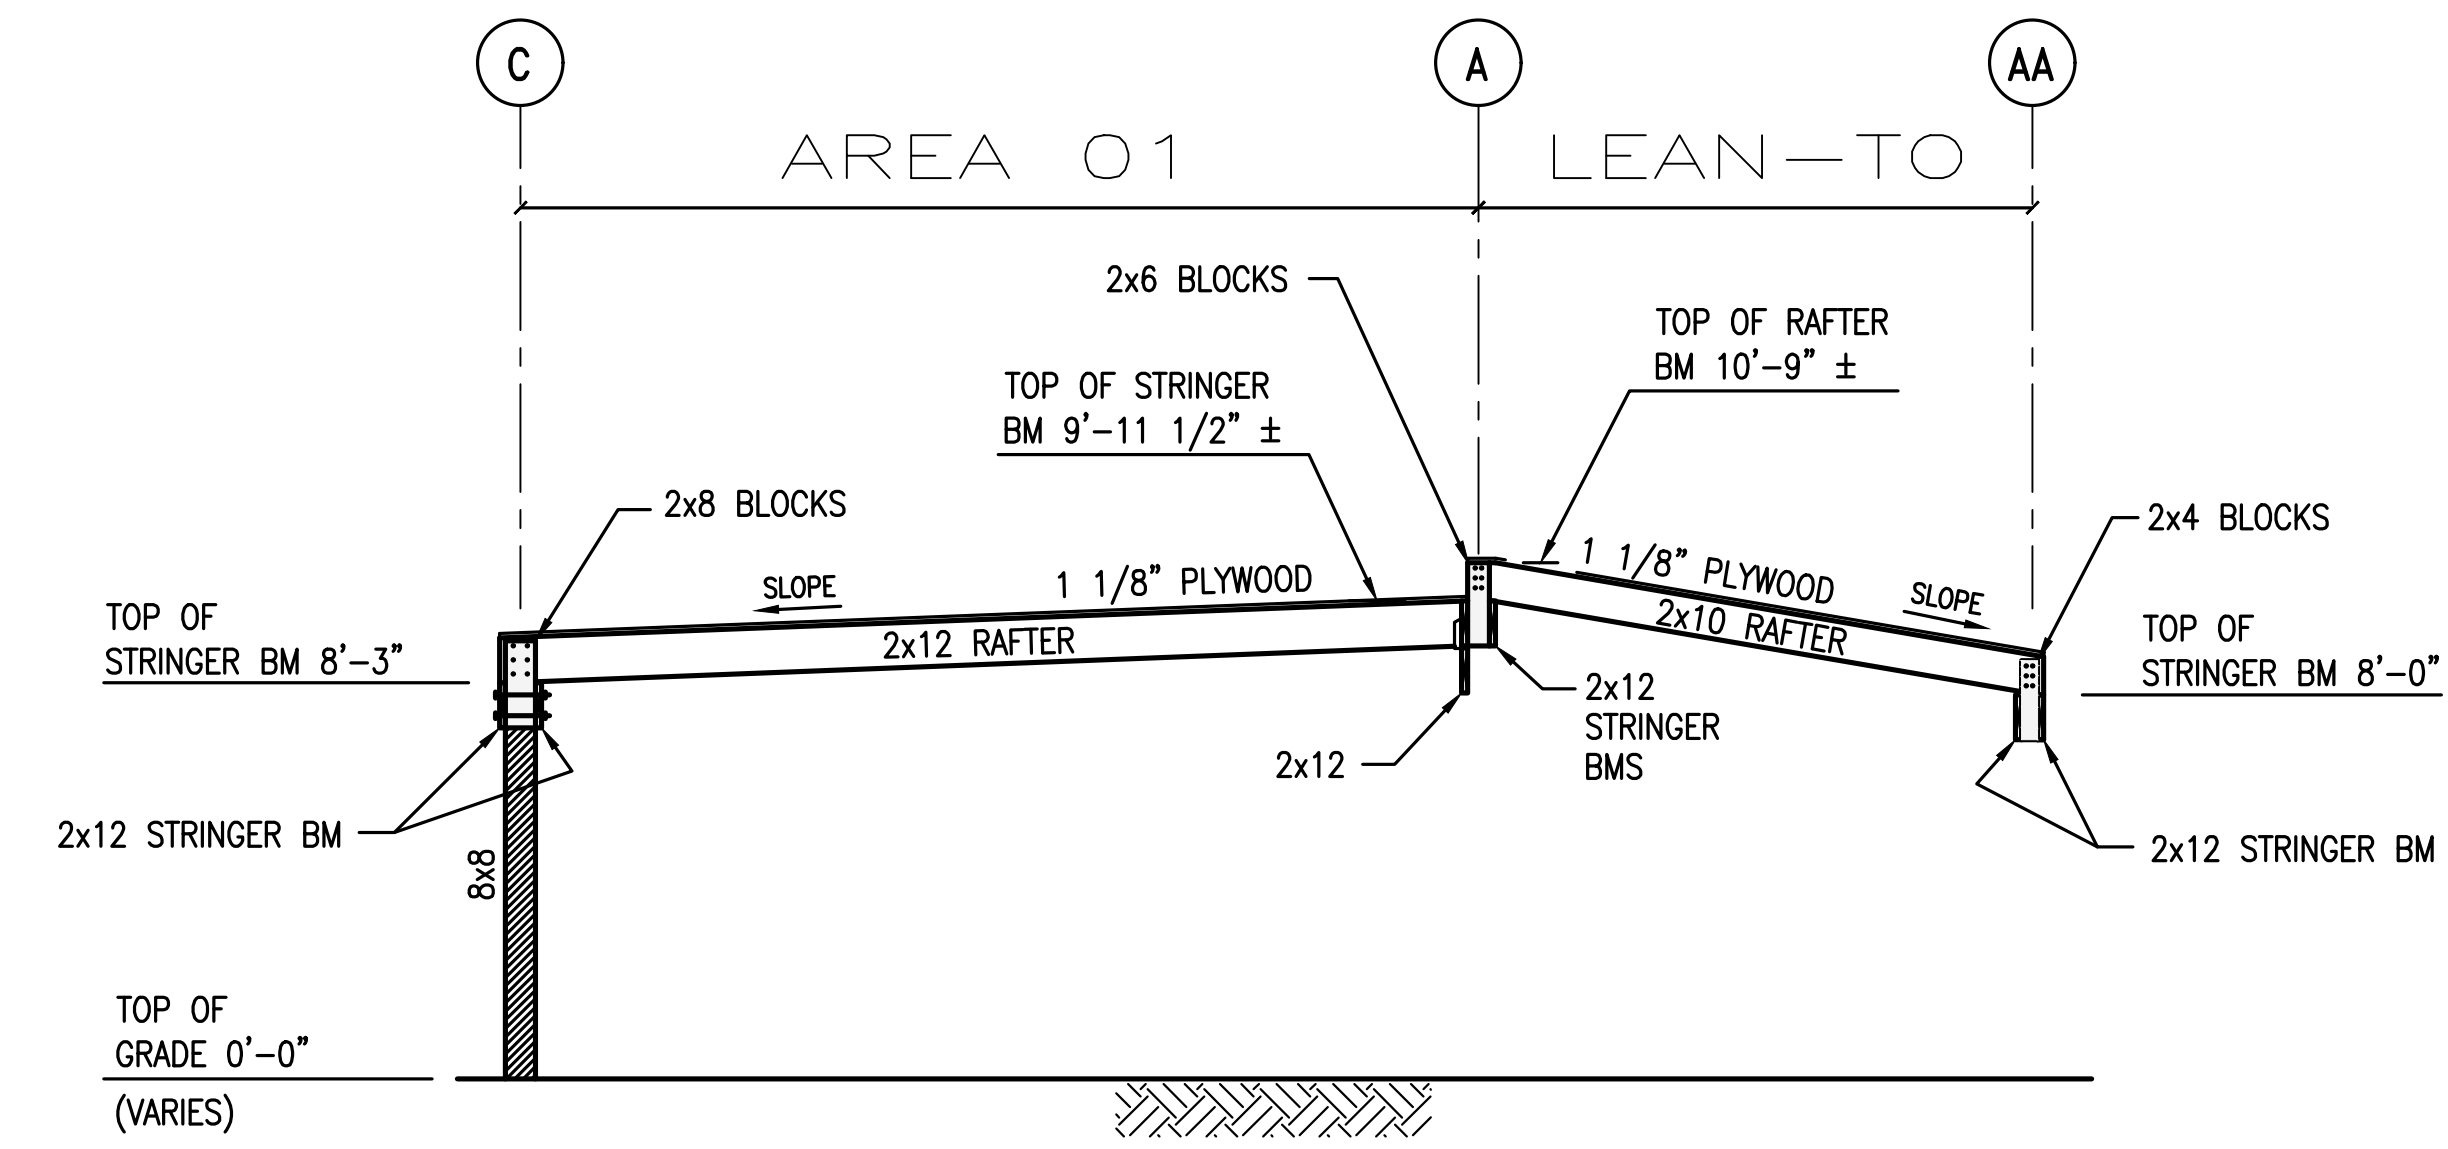 C
A
AA
AREA 01
LEAN-TO
2x6 BLOCKS
TOP OF RAFTER
BM 10'-9" ±
TOP OF STRINGER
BM 9'-11 1/2" ±
2x8 BLOCKS
2x4 BLOCKS
1 1/8" PLYWOOD
SLOPE
1 1/8" PLYWOOD
SLOPE
TOP OF
STRINGER BM 8'-3"
2x12 RAFTER
2x10 RAFTER
TOP OF
STRINGER BM 8'-0"
2x12
STRINGER
BMS
2x12
2x12 STRINGER BM
2x12 STRINGER BM
8x8
TOP OF
GRADE 0'-0"
(VARIES)